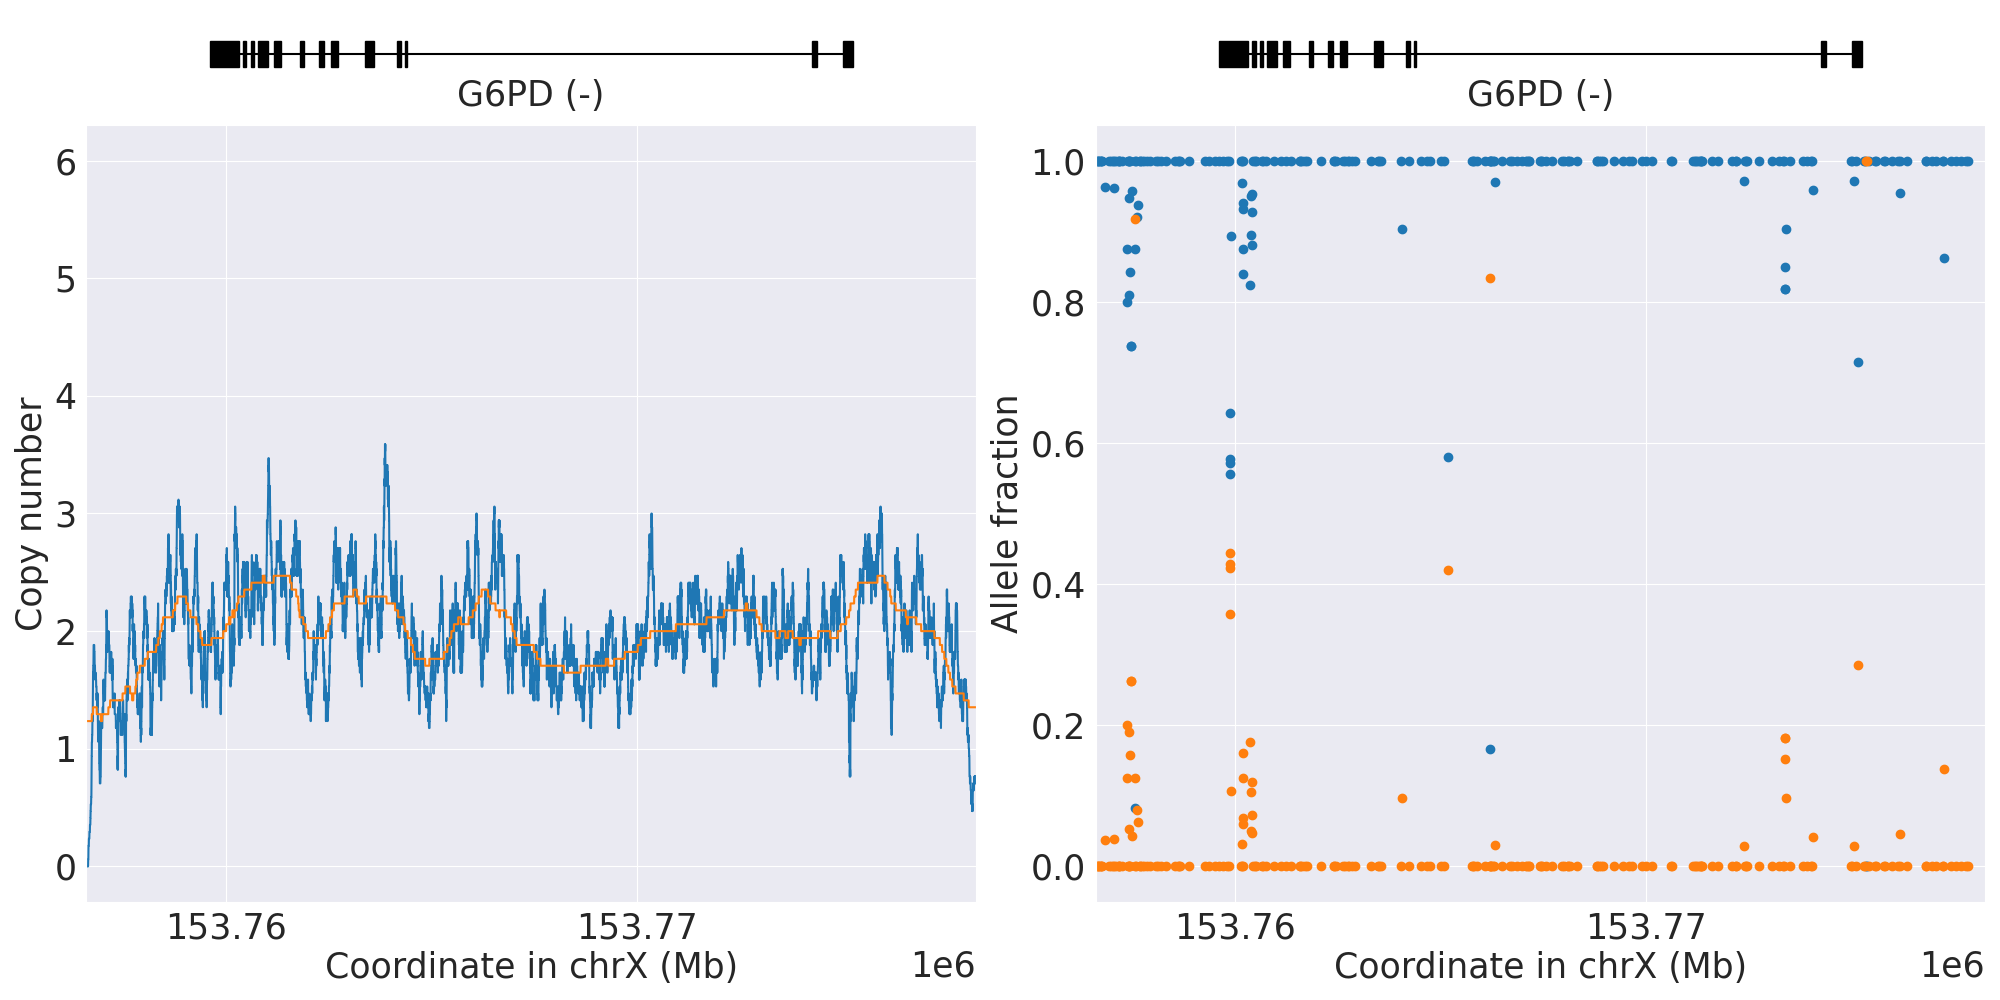 G6PD (-)
6
5
4
3
2
1
0
Copy number
153.76
153.77
Coordinate in chrX (Mb)
1e6
G6PD (-)
1.0
0.8
0.6
0.4
0.2
0.0
Allele fraction
153.76
153.77
Coordinate in chrX (Mb)
1e6